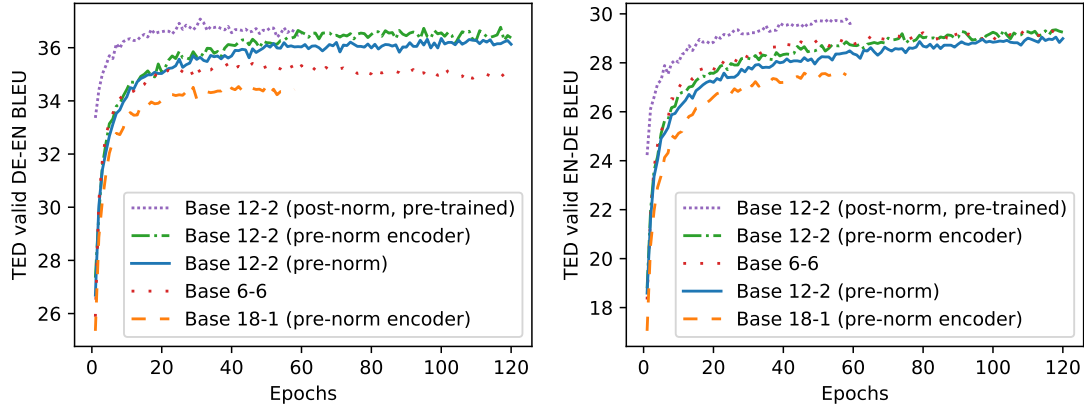 TED valid DE-EN BLEU
36
34
32
30
28
26
Base 12-2 (post-norm, pre-trained)
Base 12-2 (pre-norm encoder)
Base 12-2 (pre-norm)
Base 6-6
Base 18-1 (pre-norm encoder)
0 20 40 60 80 100 120
Epochs
TED valid EN-DE BLEU
30
28
26
24
22
20
18
Base 12-2 (post-norm, pre-trained)
Base 12-2 (pre-norm encoder)
Base 6-6
Base 12-2 (pre-norm)
Base 18-1 (pre-norm encoder)
0 20 40 60 80 100 120
Epochs